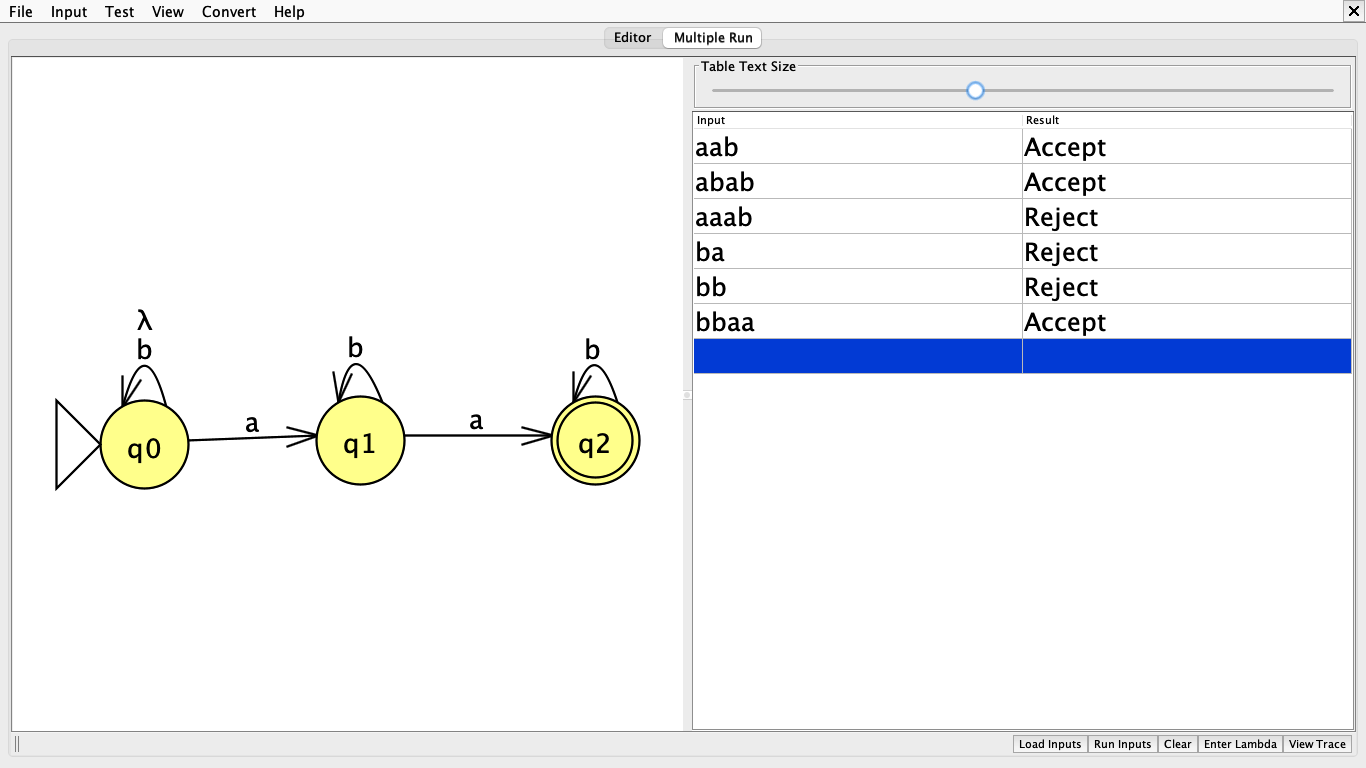 File Input Test View Convert Help
Editor Multiple Run
Table Text Size
Input Result
aab Accept
abab Accept
aaab Reject
ba Reject
bb Reject
bbaa Accept
λ
b b b
a a
q0 q1 q2
Load Inputs Run Inputs Clear Enter Lambda View Trace